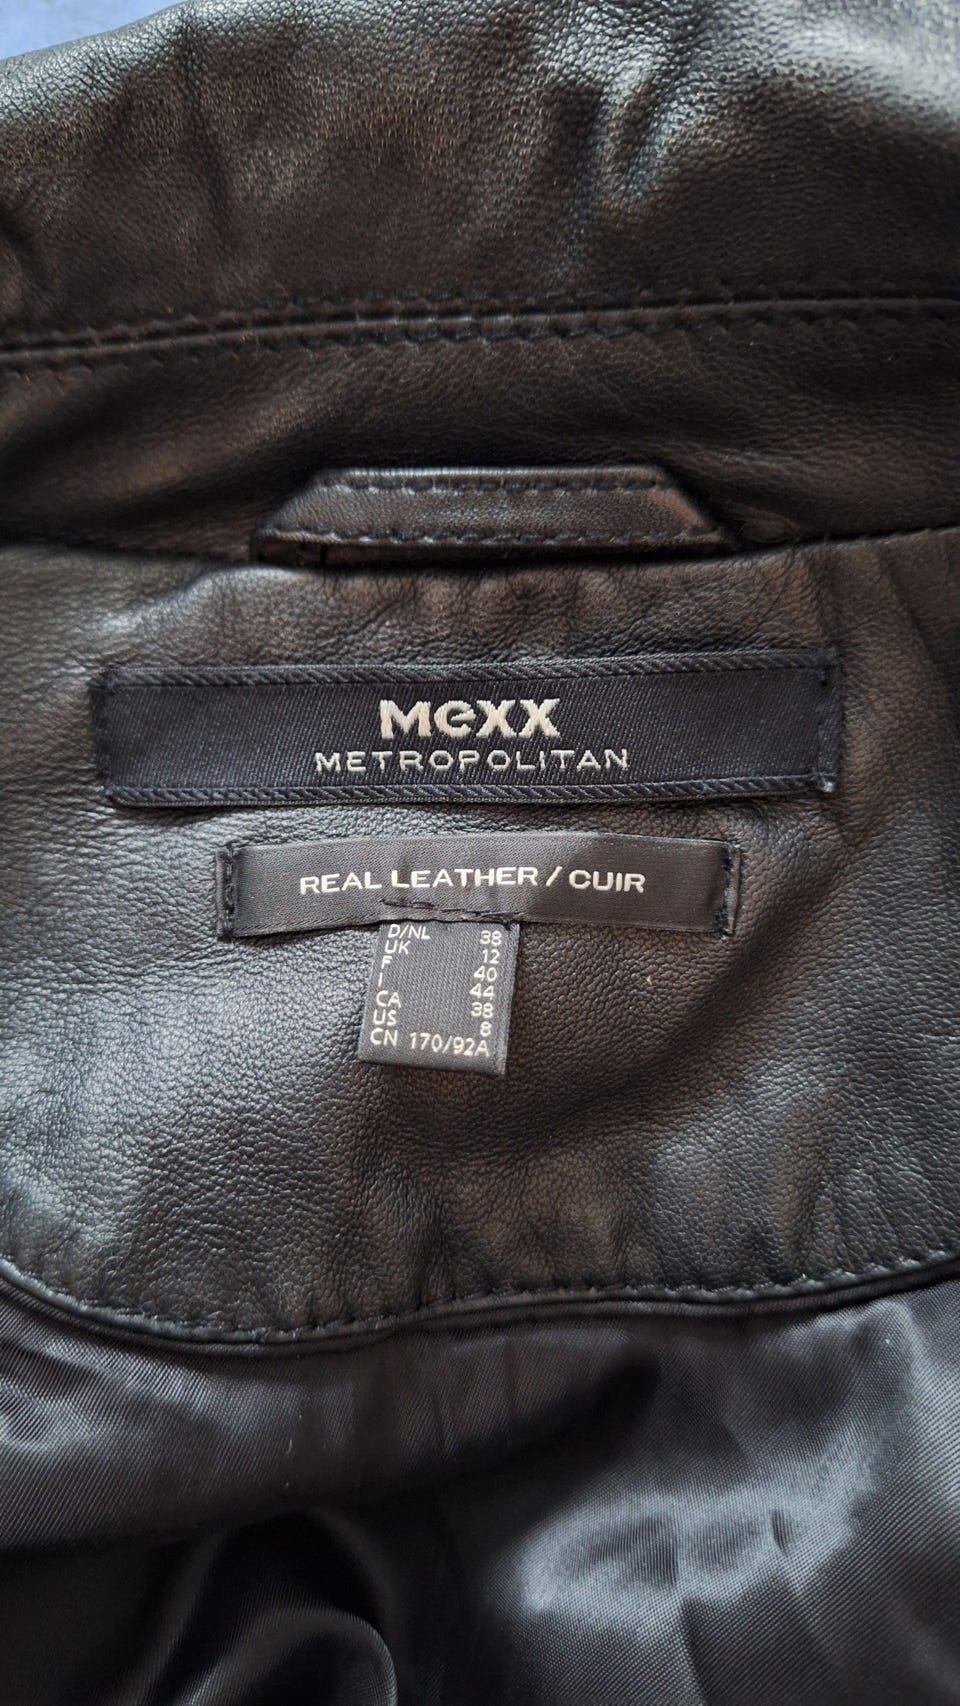 Mexx
METROPOLITAN
REAL LEATHER / CUIR
D/NL 38
UK 12
F 40
I 44
CA 38
US 8
CN 170/92A